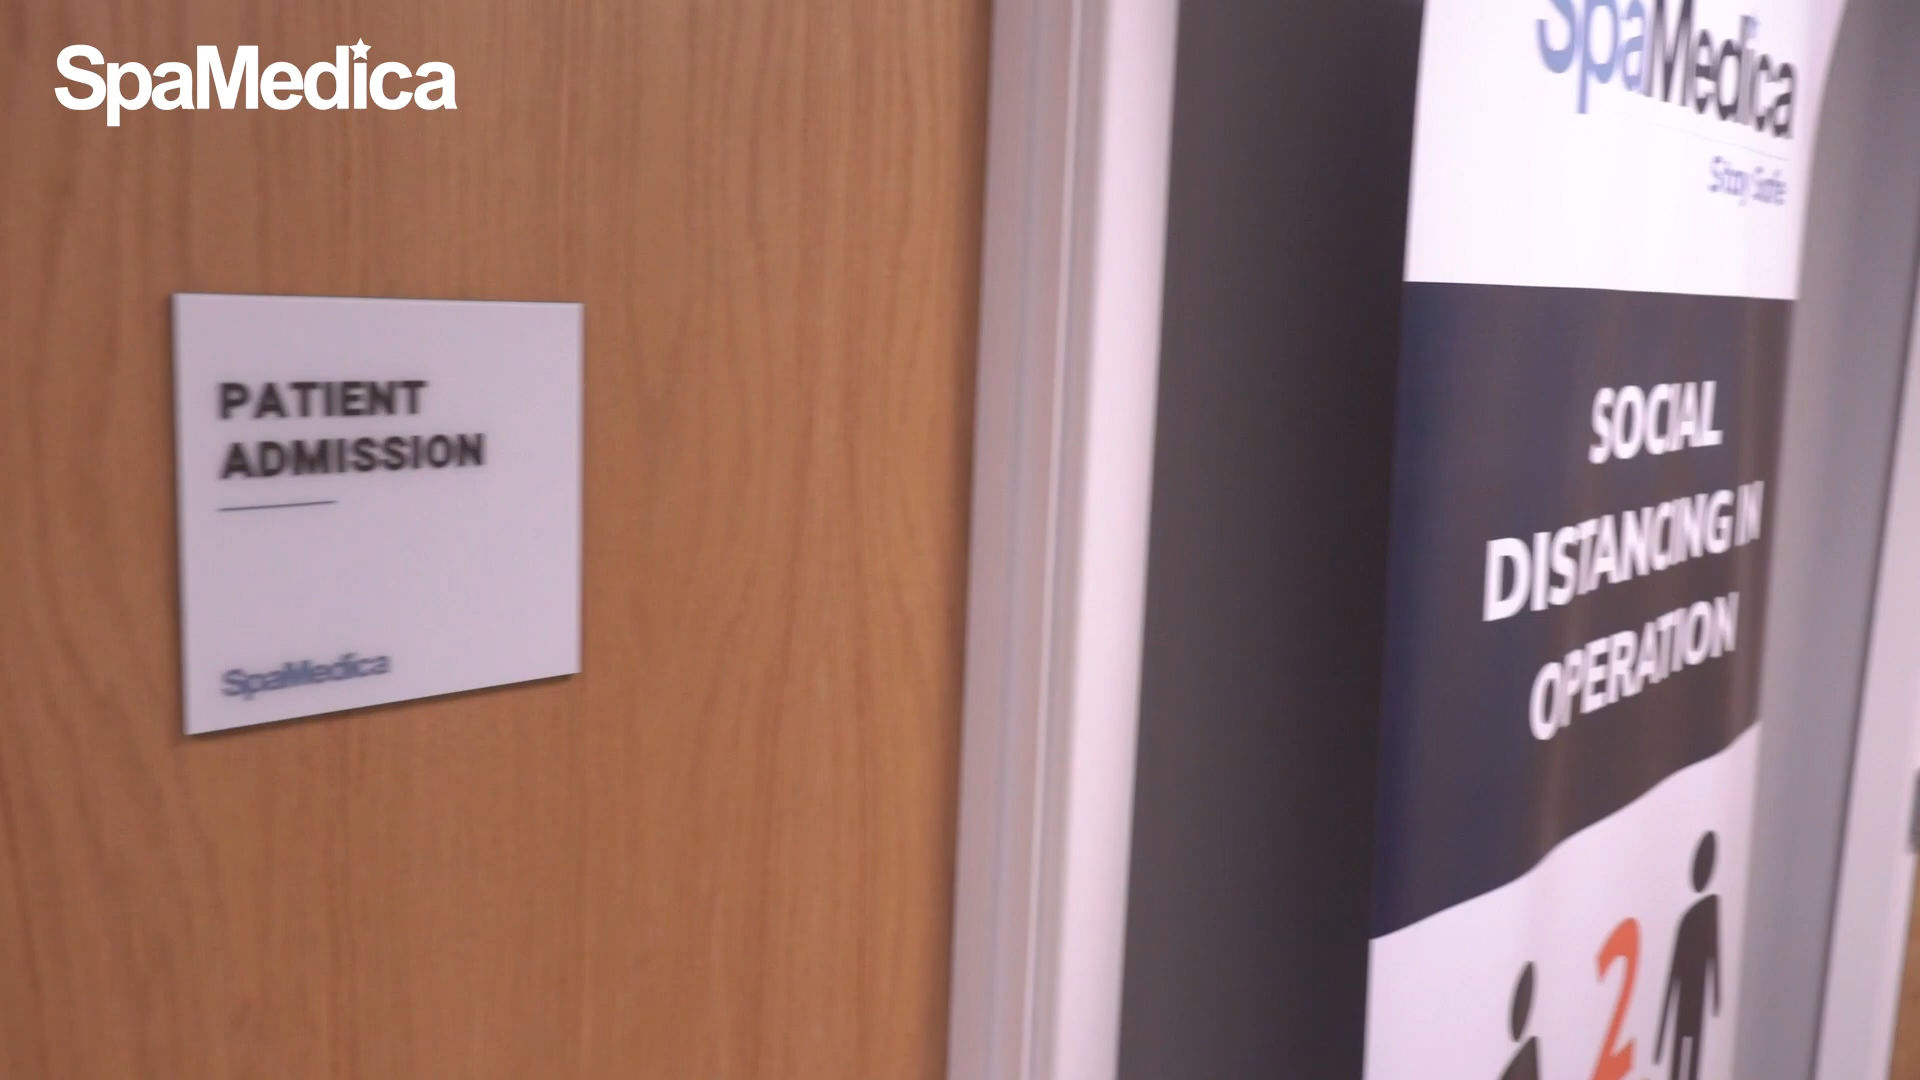 SpaMedica
PATIENT
ADMISSION
SpaMedica
SpaMedica
Stay Safe
SOCIAL
DISTANCING IN
OPERATION
2